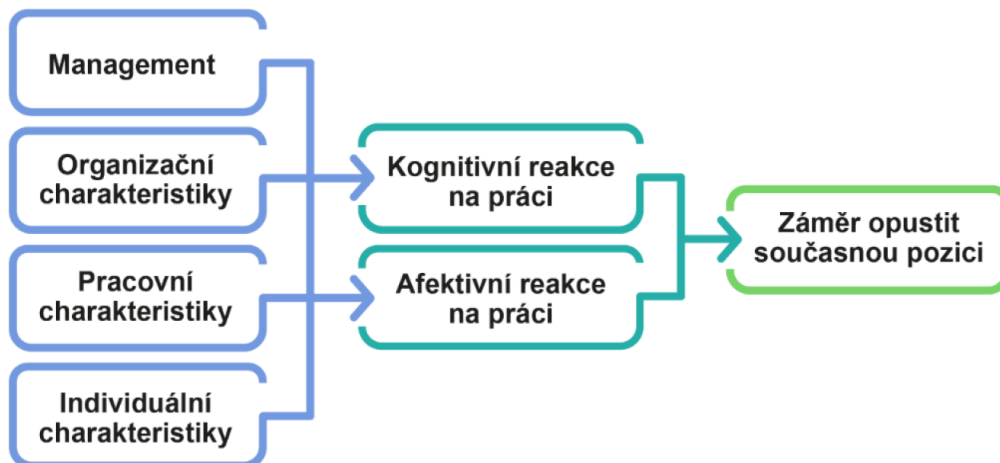 Management
Organizační
charakteristiky
Pracovní
charakteristiky
Individuální
charakteristiky
Kognitivní reakce
na práci
Afektivní reakce
na práci
Záměr opustit
současnou pozici